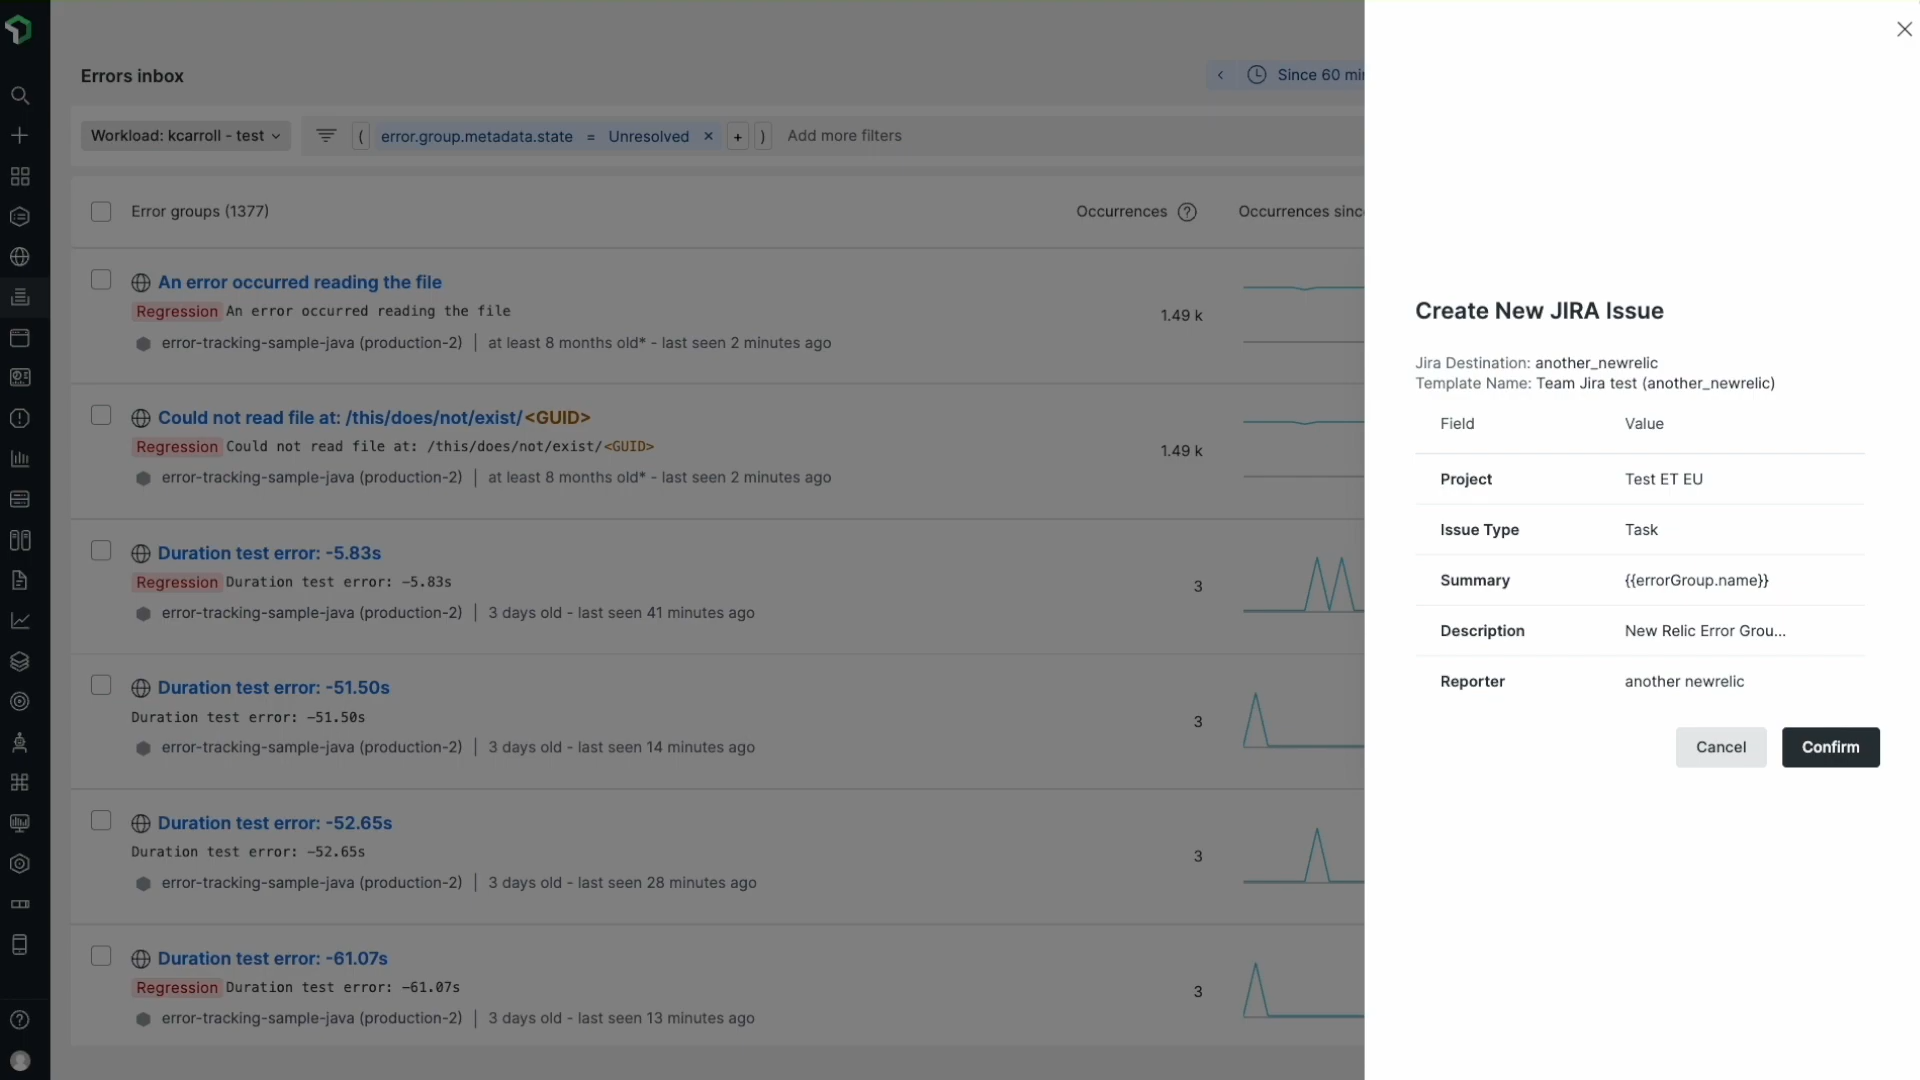 Errors inbox
Since 60 min
Workload: kcarroll - test
( error.group.metadata.state = Unresolved × + ) Add more filters
Error groups (1377)
Occurrences ?
Occurrences since
An error occurred reading the file
Regression An error occurred reading the file
error-tracking-sample-java (production-2) | at least 8 months old* - last seen 2 minutes ago
1.49 k
Could not read file at: /this/does/not/exist/<GUID>
Regression Could not read file at: /this/does/not/exist/<GUID>
error-tracking-sample-java (production-2) | at least 8 months old* - last seen 2 minutes ago
1.49 k
Duration test error: -5.83s
Regression Duration test error: -5.83s
error-tracking-sample-java (production-2) | 3 days old - last seen 41 minutes ago
3
Duration test error: -51.50s
Duration test error: -51.50s
error-tracking-sample-java (production-2) | 3 days old - last seen 14 minutes ago
3
Duration test error: -52.65s
Duration test error: -52.65s
error-tracking-sample-java (production-2) | 3 days old - last seen 28 minutes ago
3
Duration test error: -61.07s
Regression Duration test error: -61.07s
error-tracking-sample-java (production-2) | 3 days old - last seen 13 minutes ago
3
Create New JIRA Issue
Jira Destination: another_newrelic
Template Name: Team Jira test (another_newrelic)
Field Value
Project Test ET EU
Issue Type Task
Summary {{errorGroup.name}}
Description New Relic Error Grou...
Reporter another newrelic
Cancel Confirm